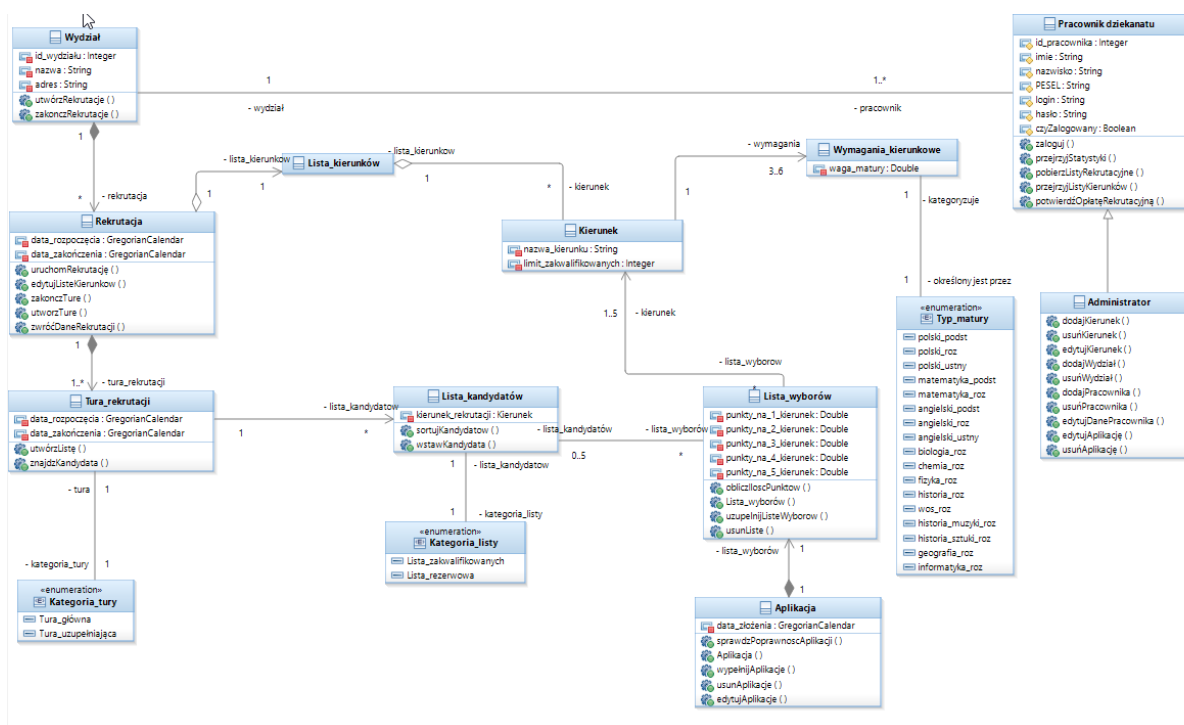 Wydział
id_wydziału : Integer
nazwa : String
adres : String
utwórzRekrutacje ( )
zakonczRekrutacje ( )
1
- wydział
1..*
- pracownik
Pracownik dziekanatu
id_pracownika : Integer
imie : String
nazwisko : String
PESEL : String
login : String
hasło : String
czyZalogowany : Boolean
zaloguj ( )
przejrzyjStatystyki ( )
pobierzListyRekrutacyjne ( )
przejrzyjListyKierunków ( )
potwierdźOpłatęRekrutacyjną ( )
1
*
- rekrutacja
- lista_kierunkow
1
1
Lista_kierunków
- lista_kierunkow
1
*
- kierunek
- wymagania
3..6
1
Wymagania_kierunkowe
waga_matury : Double
1
- kategoryzuje
1
- określony jest przez
Rekrutacja
data_rozpoczęcia : GregorianCalendar
data_zakończenia : GregorianCalendar
uruchomRekrutację ( )
edytujListeKierunkow ( )
zakonczTure ( )
utworzTure ( )
zwróćDaneRekrutacji ( )
Kierunek
nazwa_kierunku : String
limit_zakwalifikowanych : Integer
1..5
- kierunek
- lista_wyborow
*
Administrator
dodajKierunek ( )
usuńKierunek ( )
edytujKierunek ( )
dodajWydział ( )
usuńWydział ( )
dodajPracownika ( )
usuńPracownika ( )
edytujDanePracownika ( )
edytujAplikację ( )
usuńAplikację ( )
«enumeration»
Typ_matury
polski_podst
polski_roz
polski_ustny
matematyka_podst
matematyka_roz
angielski_podst
angielski_roz
angielski_ustny
biologia_roz
chemia_roz
fizyka_roz
historia_roz
wos_roz
historia_muzyki_roz
historia_sztuki_roz
geografia_roz
informatyka_roz
1
1..*
- tura_rekrutacji
Tura_rekrutacji
data_rozpoczęcia : GregorianCalendar
data_zakończenia : GregorianCalendar
utwórzListę ( )
znajdzKandydata ( )
- lista_kandydatow
1
*
Lista_kandydatów
kierunek_rekrutacji : Kierunek
sortujKandydatow ( )
wstawKandydata ( )
- lista_kandydatów
0..5
- lista_wyborów
*
Lista_wyborów
punkty_na_1_kierunek : Double
punkty_na_2_kierunek : Double
punkty_na_3_kierunek : Double
punkty_na_4_kierunek : Double
punkty_na_5_kierunek : Double
obliczIloscPunktow ( )
Lista_wyborów ( )
uzupelnijListeWyborow ( )
usunListe ( )
1
- lista_kandydatow
1
- kategoria_listy
«enumeration»
Kategoria_listy
Lista_zakwalifikowanych
Lista_rezerwowa
- tura
1
- kategoria_tury
1
«enumeration»
Kategoria_tury
Tura_główna
Tura_uzupełniająca
- lista_wyborów
1
1
Aplikacja
data_złożenia : GregorianCalendar
sprawdzPoprawnoscAplikacji ( )
Aplikacja ( )
wypełnijAplikacje ( )
usunAplikacje ( )
edytujAplikacje ( )